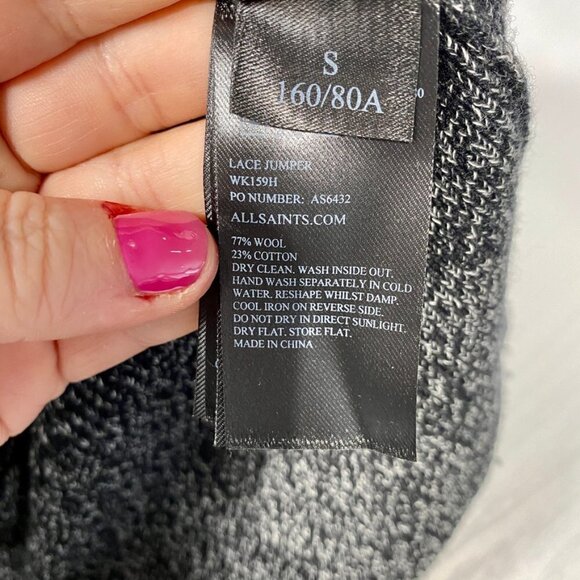 S
160/80A
LACE JUMPER
WK159H
PO NUMBER: AS6432
ALLSAINTS.COM
77% WOOL
23% COTTON
DRY CLEAN. WASH INSIDE OUT.
HAND WASH SEPARATELY IN COLD
WATER. RESHAPE WHILST DAMP.
COOL IRON ON REVERSE SIDE.
DO NOT DRY IN DIRECT SUNLIGHT.
DRY FLAT. STORE FLAT.
MADE IN CHINA